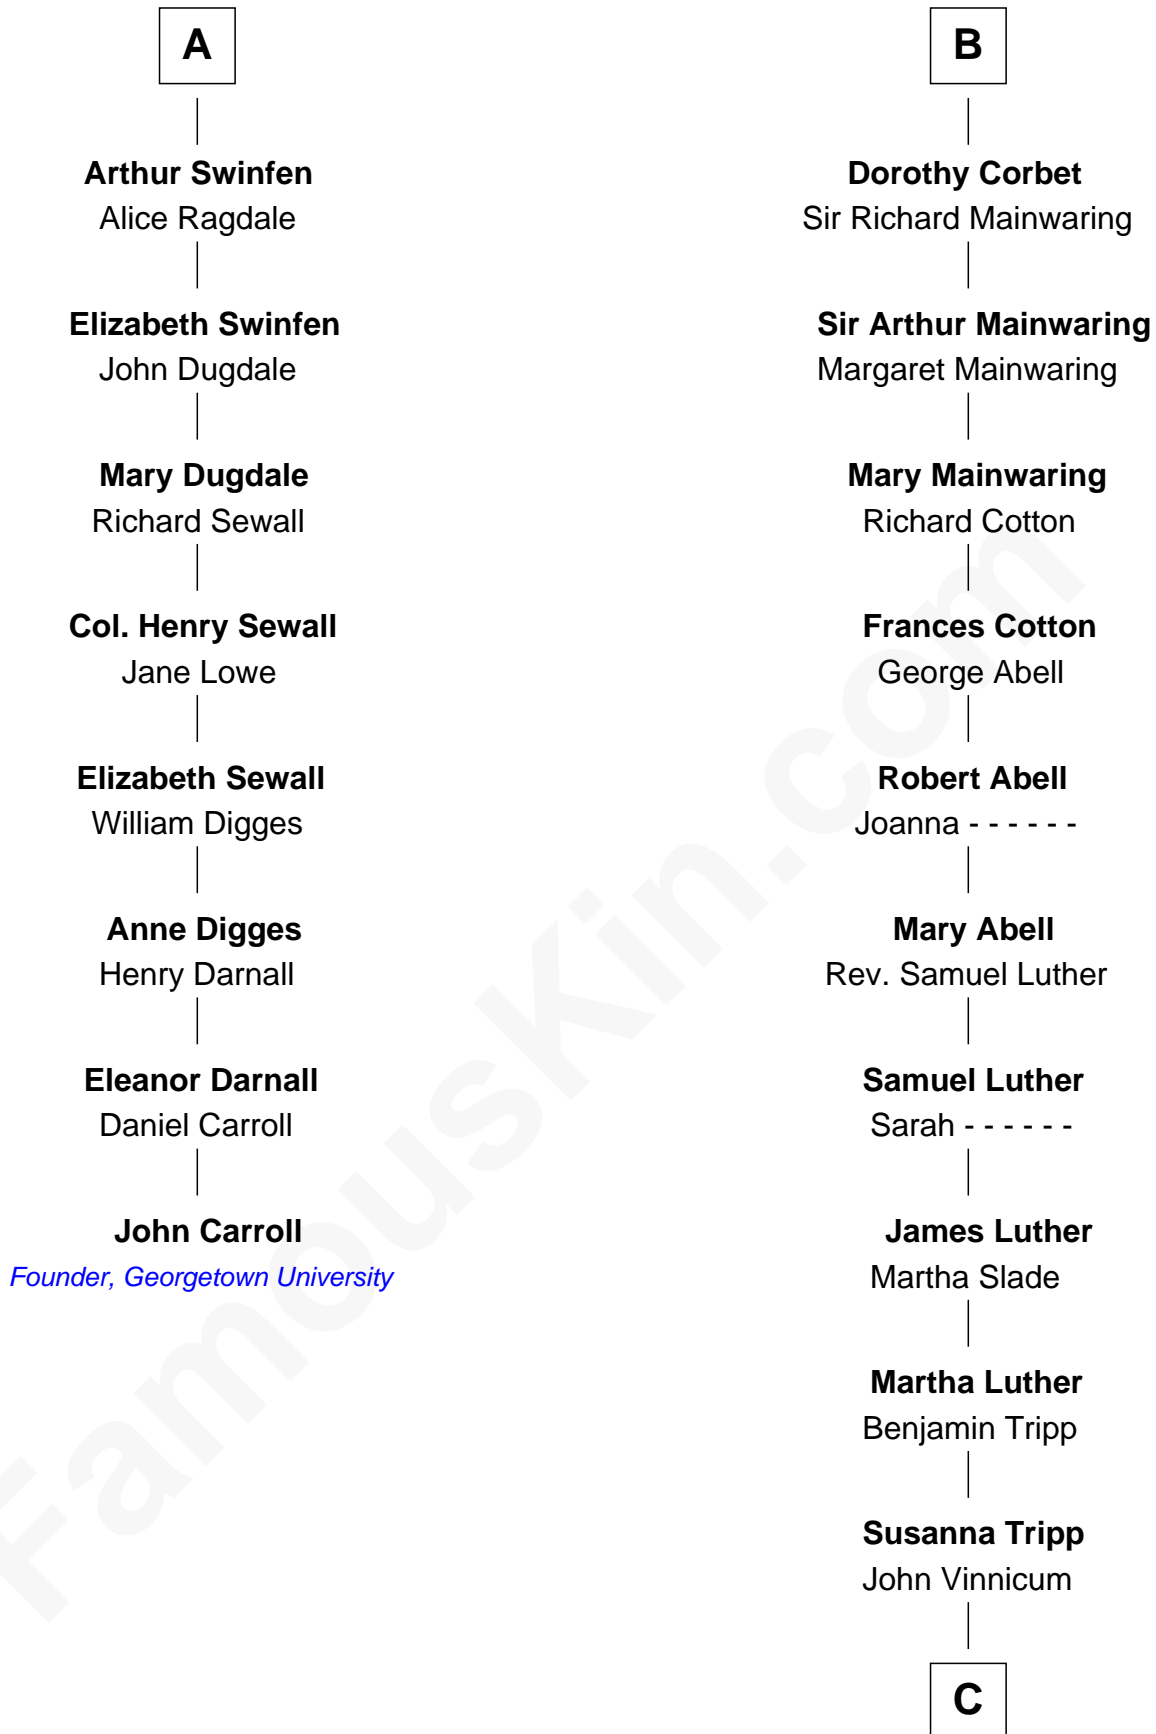 A
Arthur Swinfen
Alice Ragdale
Elizabeth Swinfen
John Dugdale
Mary Dugdale
Richard Sewall
Col. Henry Sewall
Jane Lowe
Elizabeth Sewall
William Digges
Anne Digges
Henry Darnall
Eleanor Darnall
Daniel Carroll
John Carroll
Founder, Georgetown University
B
Dorothy Corbet
Sir Richard Mainwaring
Sir Arthur Mainwaring
Margaret Mainwaring
Mary Mainwaring
Richard Cotton
Frances Cotton
George Abell
Robert Abell
Joanna - - - - - -
Mary Abell
Rev. Samuel Luther
Samuel Luther
Sarah - - - - - -
James Luther
Martha Slade
Martha Luther
Benjamin Tripp
Susanna Tripp
John Vinnicum
C
FamousKin.com